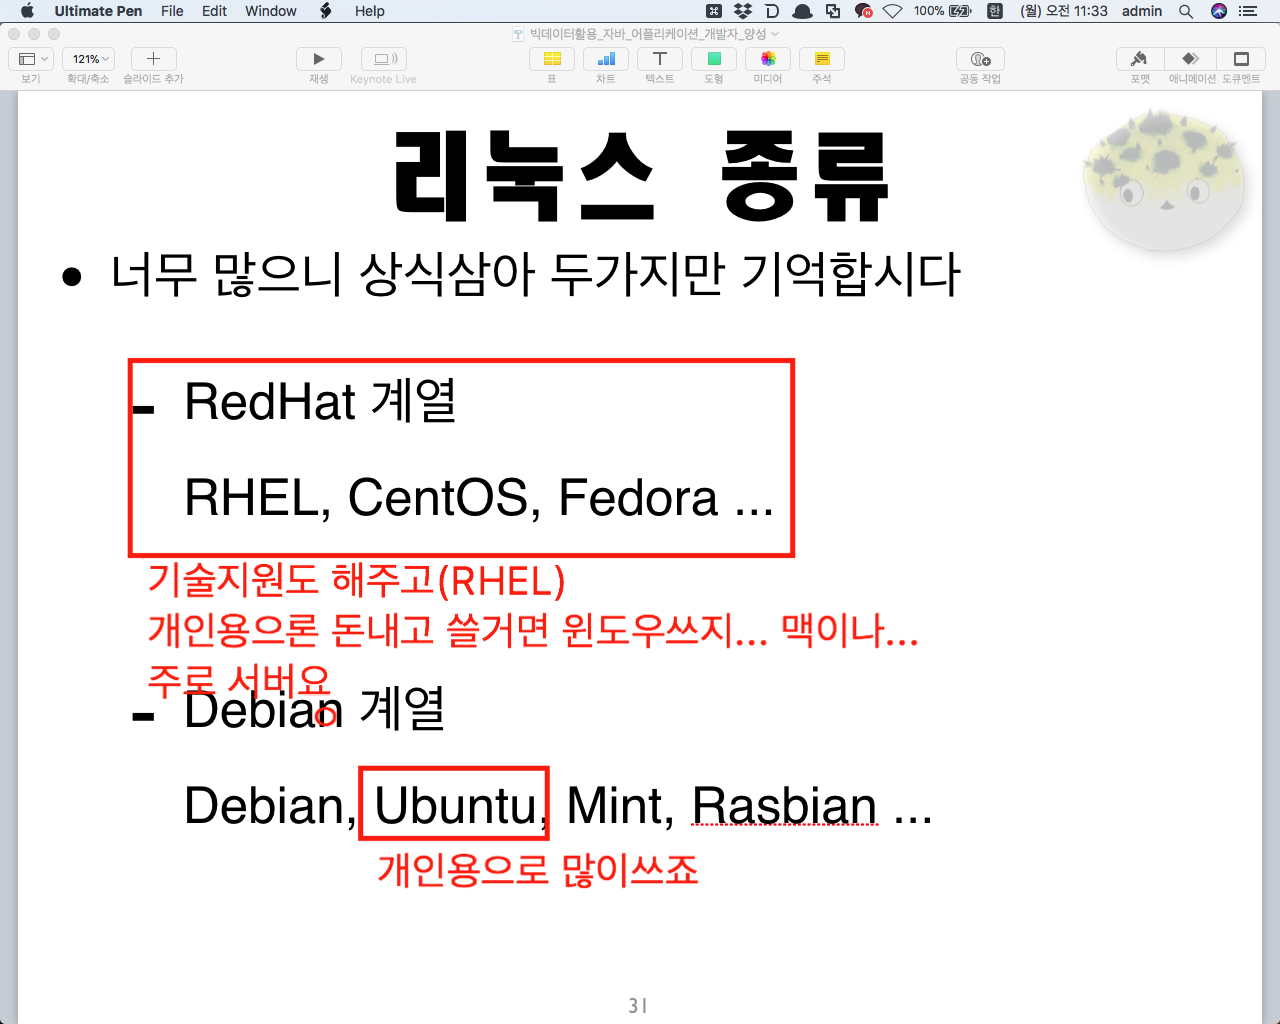 Ultimate Pen File Edit Window Help 100% 한 (월) 오전 11:33 admin
빅데이터활용_자바_어플리케이션_개발자_양성
121%
보기 확대/축소 슬라이드 추가 재생 Keynote Live 표 차트 텍스트 도형 미디어 주석 공동 작업 포맷 애니메이션 도큐멘트
리눅스 종류
• 너무 많으니 상식삼아 두가지만 기억합시다
- RedHat 계열
RHEL, CentOS, Fedora ...
기술지원도 해주고(RHEL)
개인용으론 돈내고 쓸거면 윈도우쓰지... 맥이나...
주로 서버요
- Debian 계열
Debian, Ubuntu, Mint, Rasbian ...
개인용으로 많이쓰죠
31